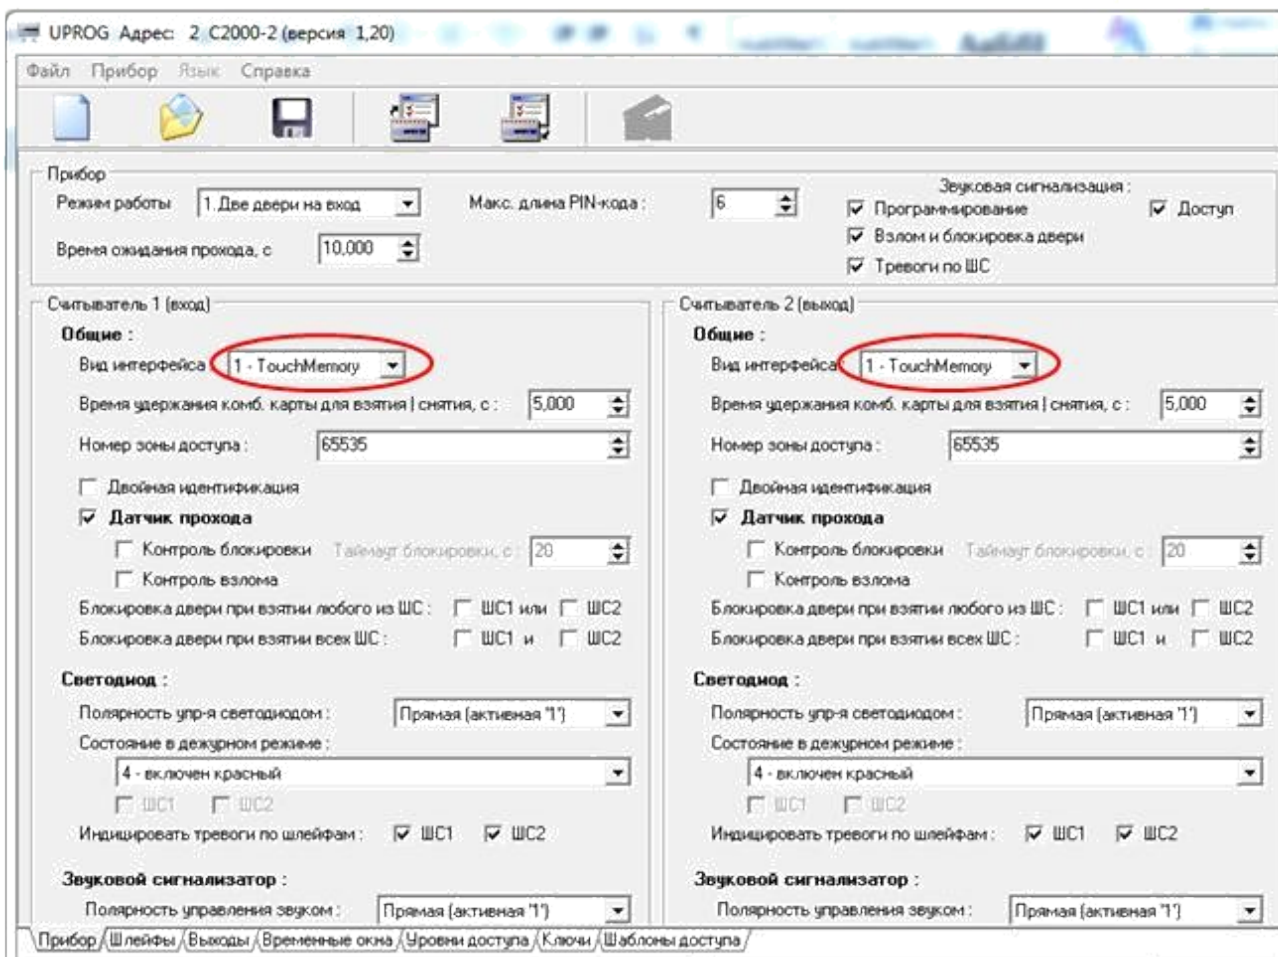 UPROG Адрес: 2 С2000-2 (версия 1,20)
Файл Прибор Язык Справка
Прибор
Режим работы 1. Две двери на вход Макс. длина PIN-кода : 6 Звуковая сигнализация :
Программирование Доступ
Время ожидания прохода, с 10,000 Взлом и блокировка двери
Тревоги по ШС
Считыватель 1 (вход) Считыватель 2 (выход)
Общие : Общие :
Вид интерфейса 1 - TouchMemory Вид интерфейса: 1 - TouchMemory
Время удержания комб. карты для взятия | снятия, с : 5,000 Время удержания комб. карты для взятия | снятия, с : 5,000
Номер зоны доступа : 65535 Номер зоны доступа : 65535
Двойная идентификация Двойная идентификация
Датчик прохода Датчик прохода
Контроль блокировки Таймаут блокировки, с : 20 Контроль блокировки Таймаут блокировки, с : 20
Контроль взлома Контроль взлома
Блокировка двери при взятии любого из ШС : ШС1 или ШС2 Блокировка двери при взятии любого из ШС : ШС1 или ШС2
Блокировка двери при взятии всех ШС : ШС1 и ШС2 Блокировка двери при взятии всех ШС : ШС1 и ШС2
Светодиод : Светодиод :
Полярность упр-я светодиодом : Прямая (активная '1') Полярность упр-я светодиодом : Прямая (активная '1')
Состояние в дежурном режиме : Состояние в дежурном режиме :
4 - включен красный 4 - включен красный
ШС1 ШС2 ШС1 ШС2
Индицировать тревоги по шлейфам : ШС1 ШС2 Индицировать тревоги по шлейфам : ШС1 ШС2
Звуковой сигнализатор : Звуковой сигнализатор :
Полярность управления звуком : Прямая (активная '1') Полярность управления звуком : Прямая (активная '1')
Прибор Шлейфы Выходы Временные окна Уровни доступа Ключи Шаблоны доступа